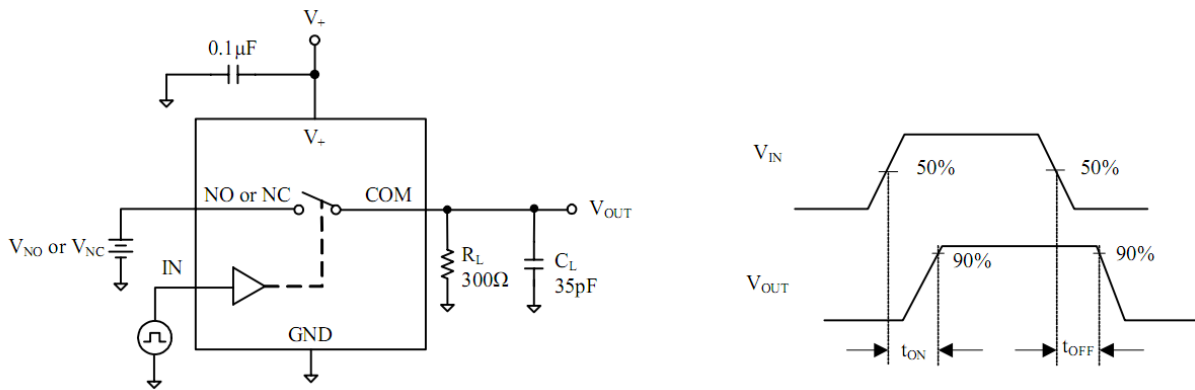 V+
0.1μF
V+
NO or NC
COM
VOUT
VNO or VNC
IN
RL
300Ω
CL
35pF
GND
VIN
50%
50%
VOUT
90%
90%
tON
tOFF